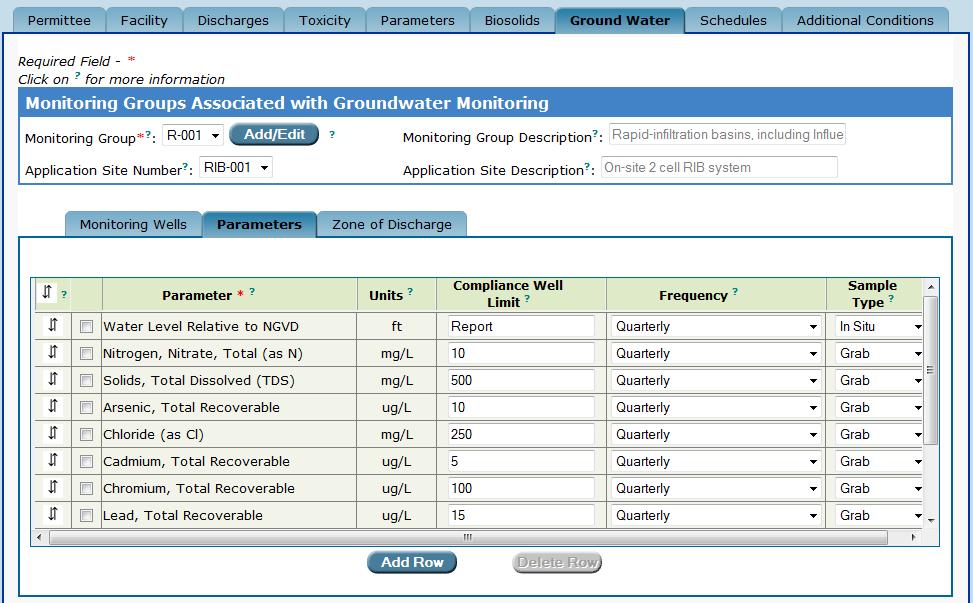 Permittee Facility Discharges Toxicity Parameters Biosolids Ground Water Schedules Additional Conditions
Required Field - *
Click on ? for more information
Monitoring Groups Associated with Groundwater Monitoring
Monitoring Group*?: R-001 Add/Edit ? Monitoring Group Description?: Rapid-infiltration basins, including Influe
Application Site Number?: RIB-001 Application Site Description?: On-site 2 cell RIB system
Monitoring Wells Parameters Zone of Discharge
? Parameter * ? Units ? Compliance Well Limit ? Frequency ? Sample Type ?
Water Level Relative to NGVD ft Report Quarterly In Situ
Nitrogen, Nitrate, Total (as N) mg/L 10 Quarterly Grab
Solids, Total Dissolved (TDS) mg/L 500 Quarterly Grab
Arsenic, Total Recoverable ug/L 10 Quarterly Grab
Chloride (as Cl) mg/L 250 Quarterly Grab
Cadmium, Total Recoverable ug/L 5 Quarterly Grab
Chromium, Total Recoverable ug/L 100 Quarterly Grab
Lead, Total Recoverable ug/L 15 Quarterly Grab
Add Row Delete Row